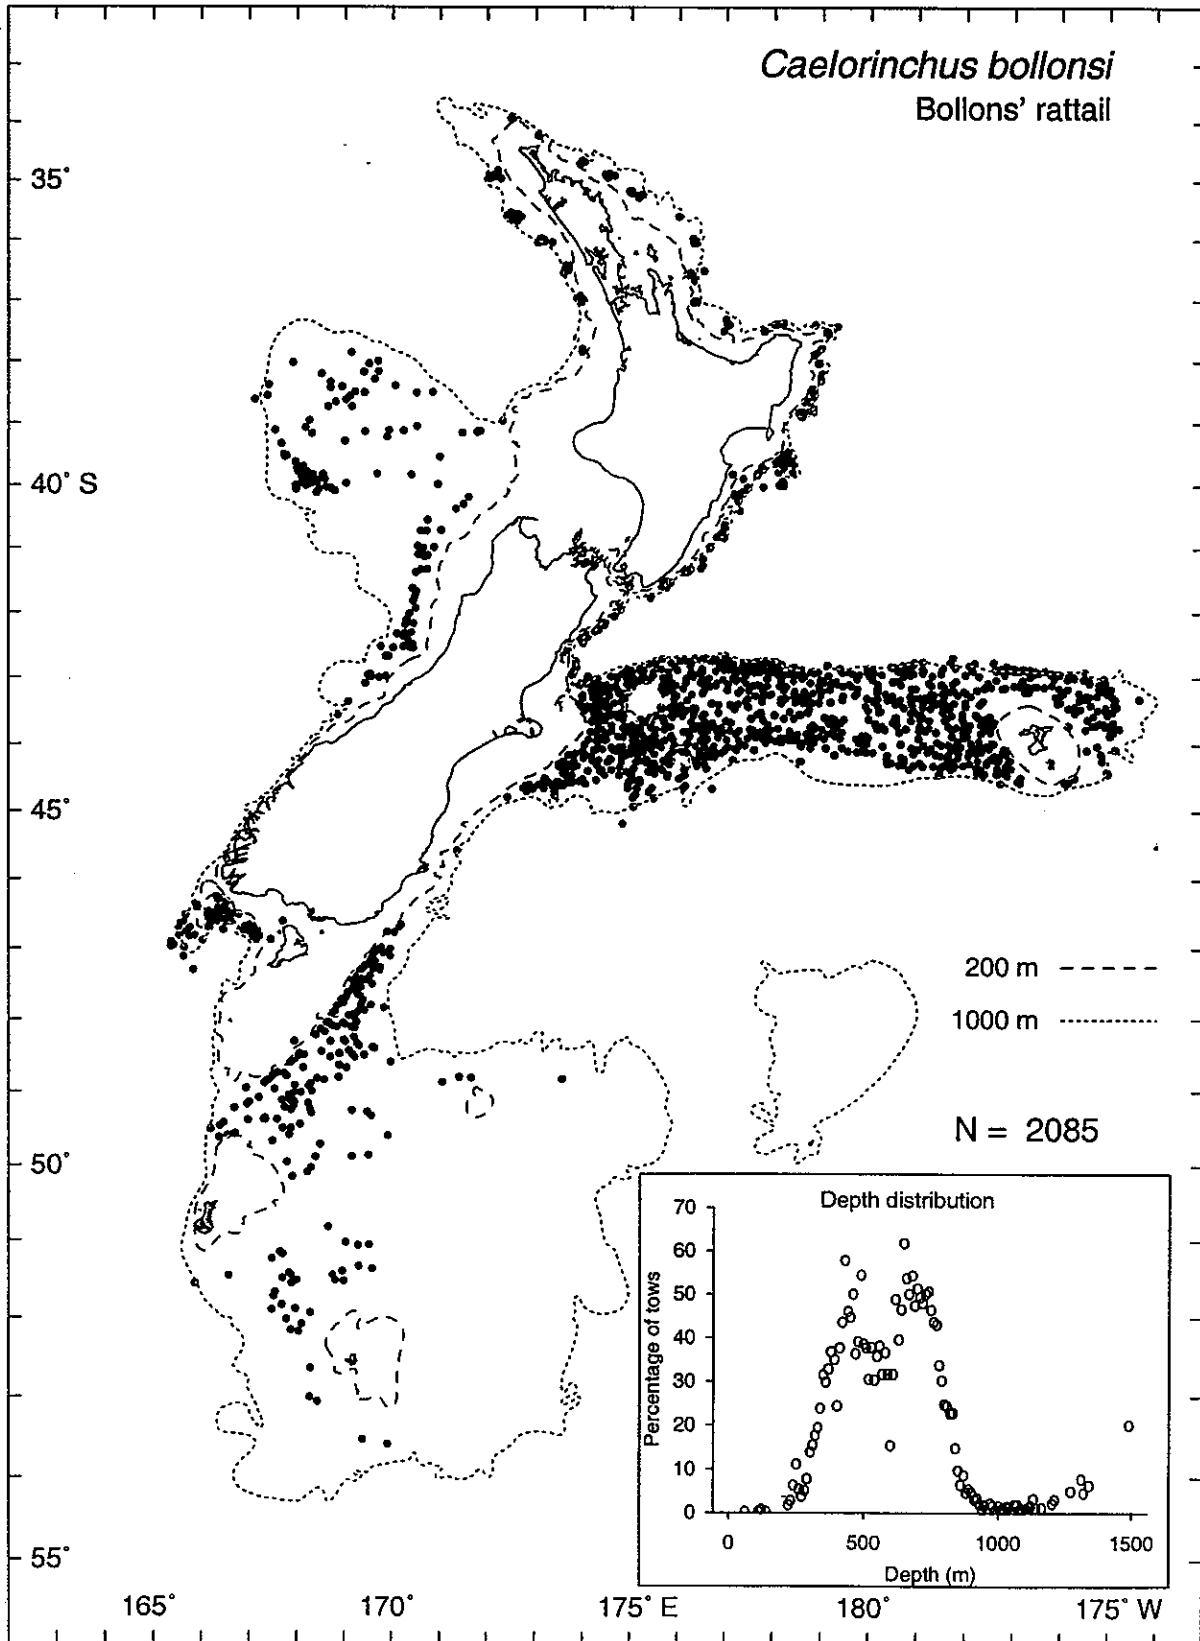 Caelorinchus bollonsi
Bollons' rattail
35°
40° S
45°
50°
55°
200 m
1000 m
N = 2085
Depth distribution
Percentage of tows
70
60
50
40
30
20
10
0
0 500 1000 1500
Depth (m)
165° 170° 175° E 180° 175° W